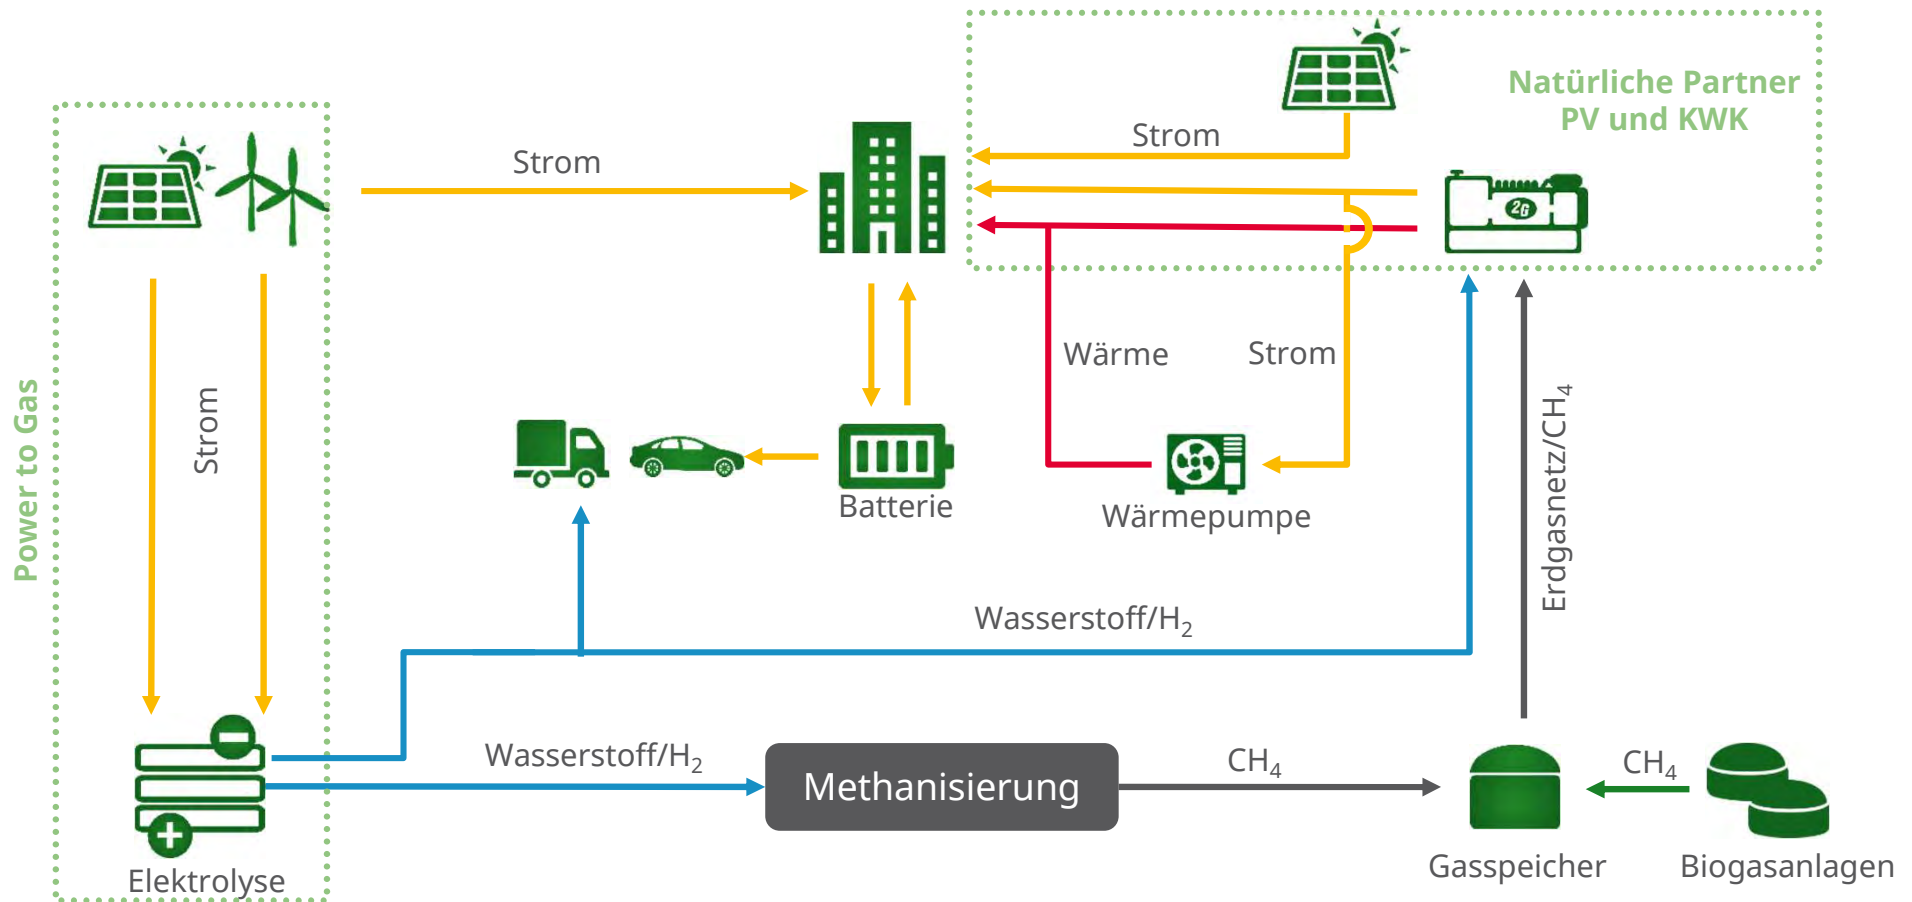 Natürliche Partner
PV und KWK
Strom
Strom
2G
Wärme
Strom
Power to Gas
Strom
Erdgasnetz/CH₄
Batterie
Wärmepumpe
Wasserstoff/H₂
Wasserstoff/H₂
Methanisierung
CH₄
CH₄
Elektrolyse
Gasspeicher
Biogasanlagen